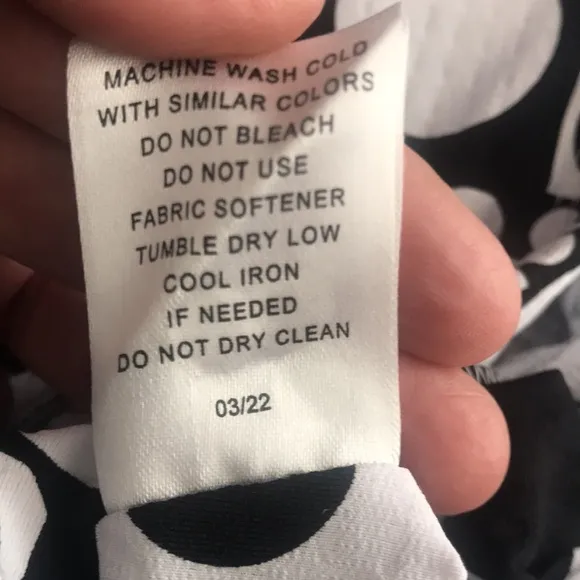 MACHINE WASH COLD
WITH SIMILAR COLORS
DO NOT BLEACH
DO NOT USE
FABRIC SOFTENER
TUMBLE DRY LOW
COOL IRON
IF NEEDED
DO NOT DRY CLEAN
03/22